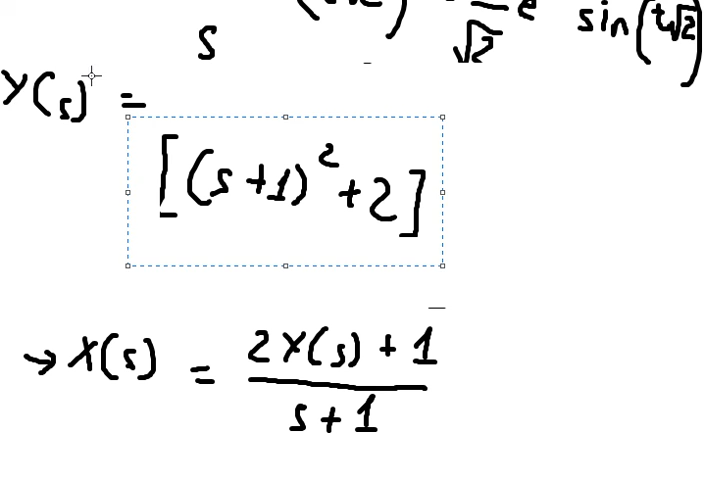 s √2 e sin(t√2)
Y(s) =
[(s+1)²+2]
→ X(s) = 2Y(s)+1
s+1